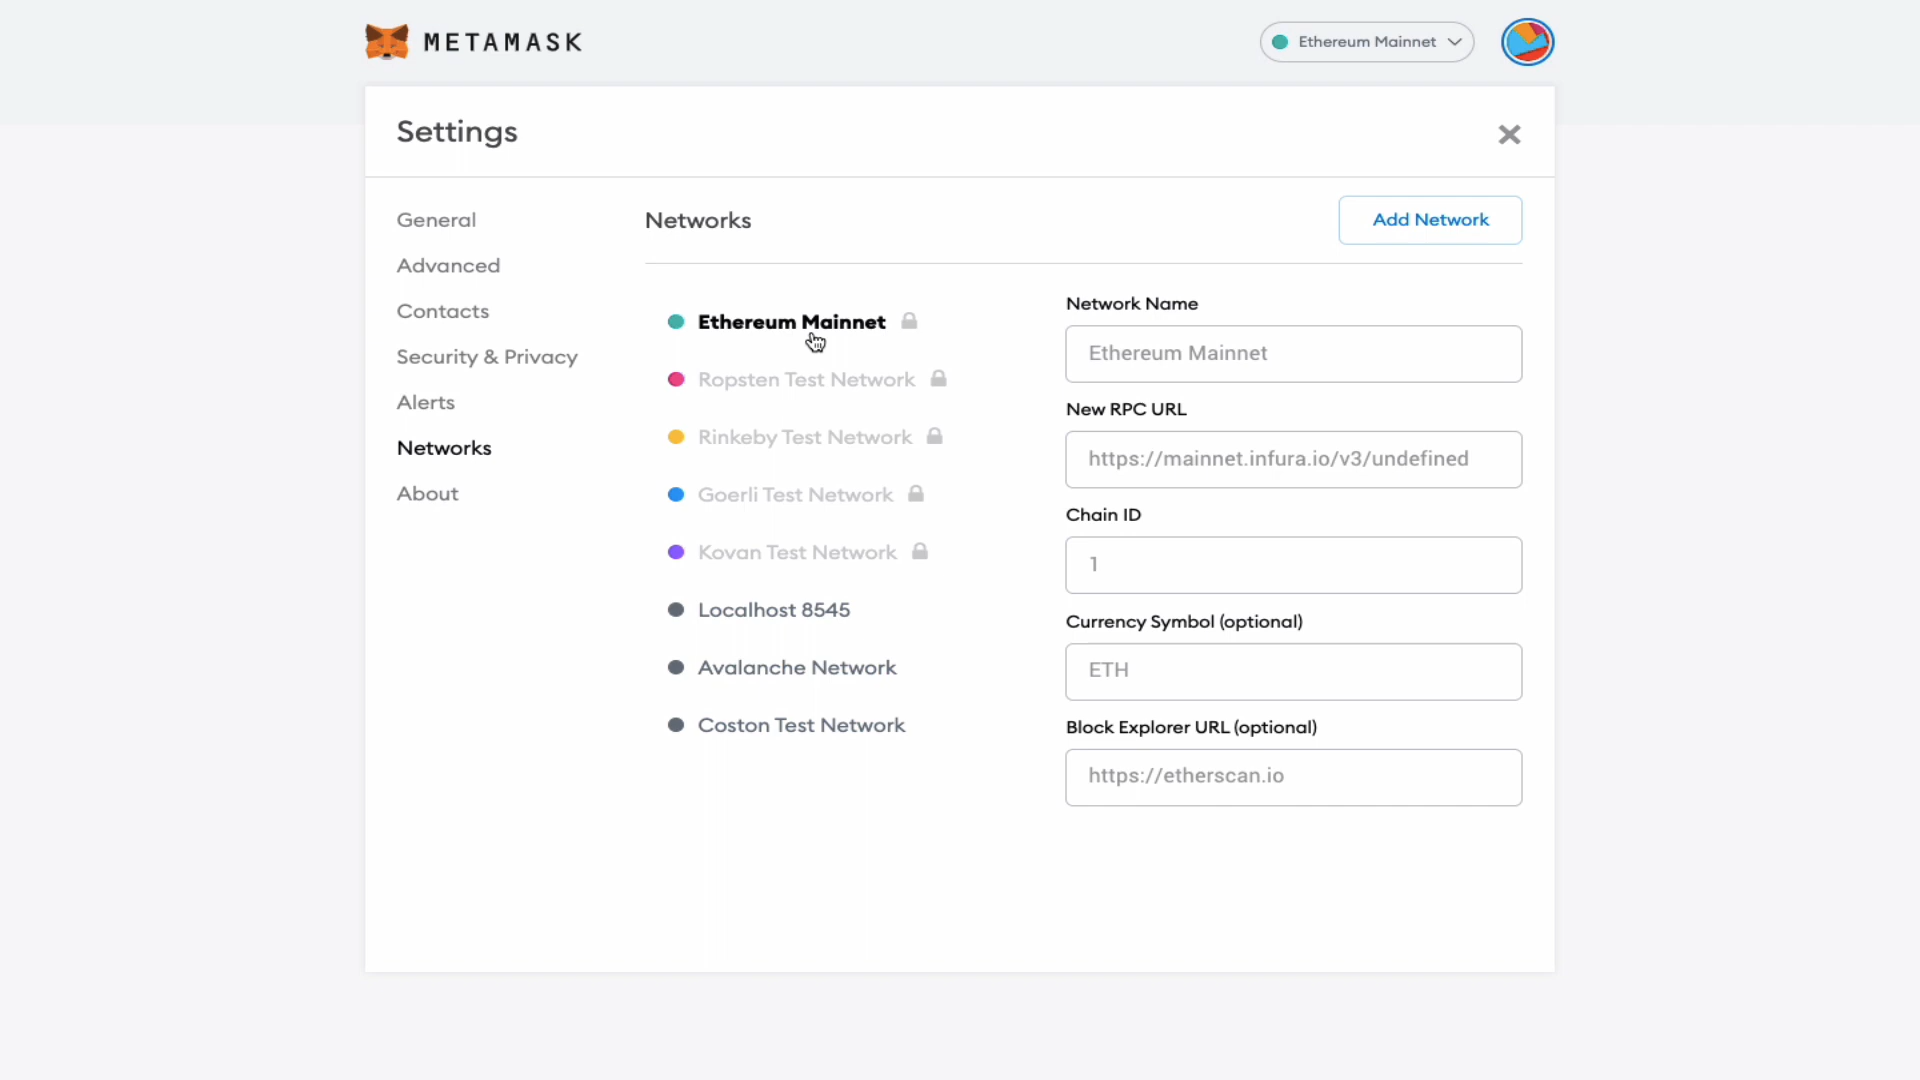 METAMASK
Ethereum Mainnet
Settings
General
Advanced
Contacts
Security & Privacy
Alerts
Networks
About
Networks
Add Network
Ethereum Mainnet
Ropsten Test Network
Rinkeby Test Network
Goerli Test Network
Kovan Test Network
Localhost 8545
Avalanche Network
Coston Test Network
Network Name
Ethereum Mainnet
New RPC URL
https://mainnet.infura.io/v3/undefined
Chain ID
1
Currency Symbol (optional)
ETH
Block Explorer URL (optional)
https://etherscan.io